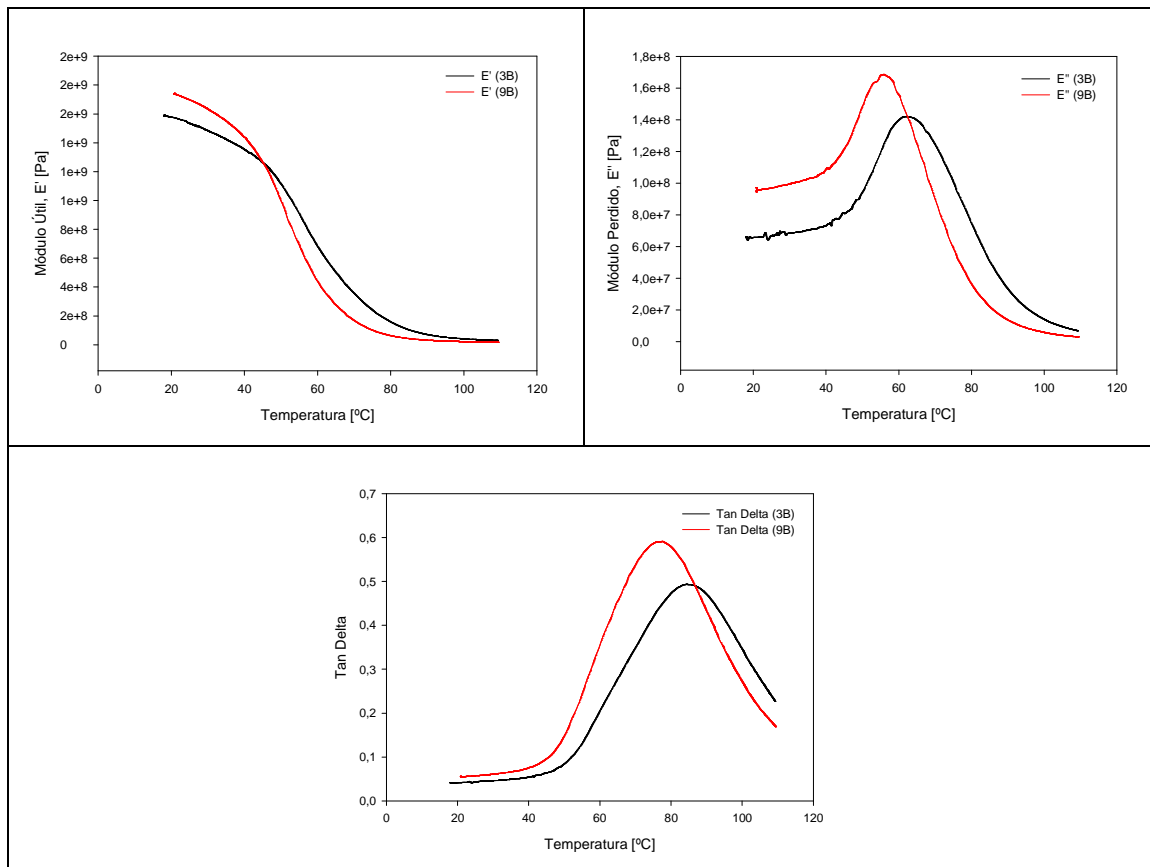 2e+9
2e+9
2e+9
1e+9
1e+9
1e+9
8e+8
6e+8
4e+8
2e+8
0
0 20 40 60 80 100 120
Temperatura [ºC]
Módulo Útil, E' [Pa]
E' (3B)
E' (9B)
1,8e+8
1,6e+8
1,4e+8
1,2e+8
1,0e+8
8,0e+7
6,0e+7
4,0e+7
2,0e+7
0,0
0 20 40 60 80 100 120
Temperatura [ºC]
Módulo Perdido, E'' [Pa]
E'' (3B)
E'' (9B)
0,7
0,6
0,5
0,4
0,3
0,2
0,1
0,0
0 20 40 60 80 100 120
Temperatura [ºC]
Tan Delta
Tan Delta (3B)
Tan Delta (9B)